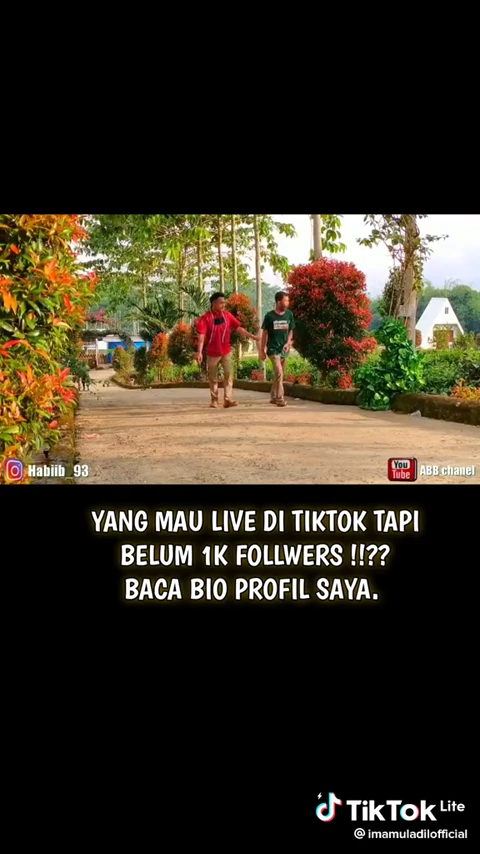 Habiib_93
You Tube ABB chanel
YANG MAU LIVE DI TIKTOK TAPI
BELUM 1K FOLLWERS !!??
BACA BIO PROFIL SAYA.
TikTok Lite
@imamuladilofficial